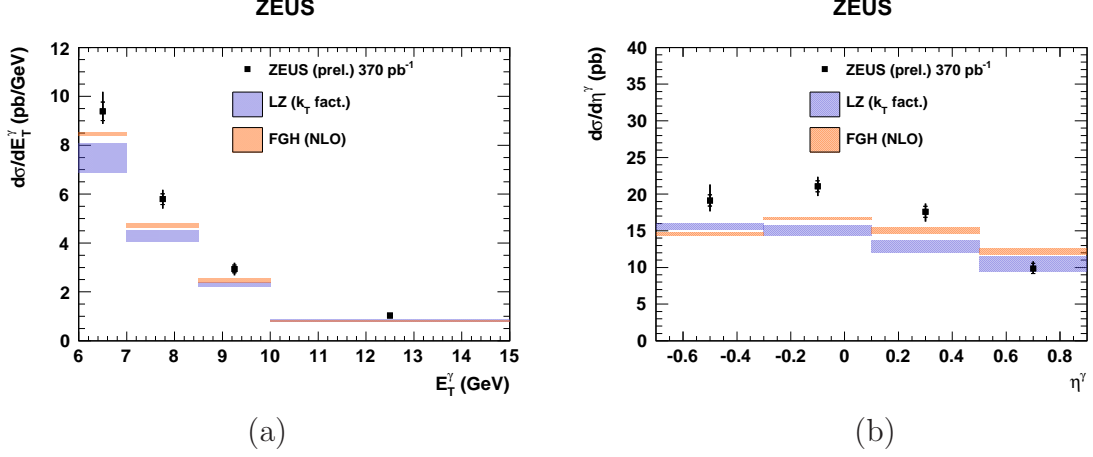 ZEUS
dσ/dE_T^γ (pb/GeV)
12
10
8
6
4
2
0
ZEUS (prel.) 370 pb⁻¹
LZ (k_T fact.)
FGH (NLO)
6 7 8 9 10 11 12 13 14 15
E_T^γ (GeV)
(a)
ZEUS
dσ/dη^γ (pb)
40
35
30
25
20
15
10
5
0
ZEUS (prel.) 370 pb⁻¹
LZ (k_T fact.)
FGH (NLO)
-0.6 -0.4 -0.2 0 0.2 0.4 0.6 0.8
η^γ
(b)